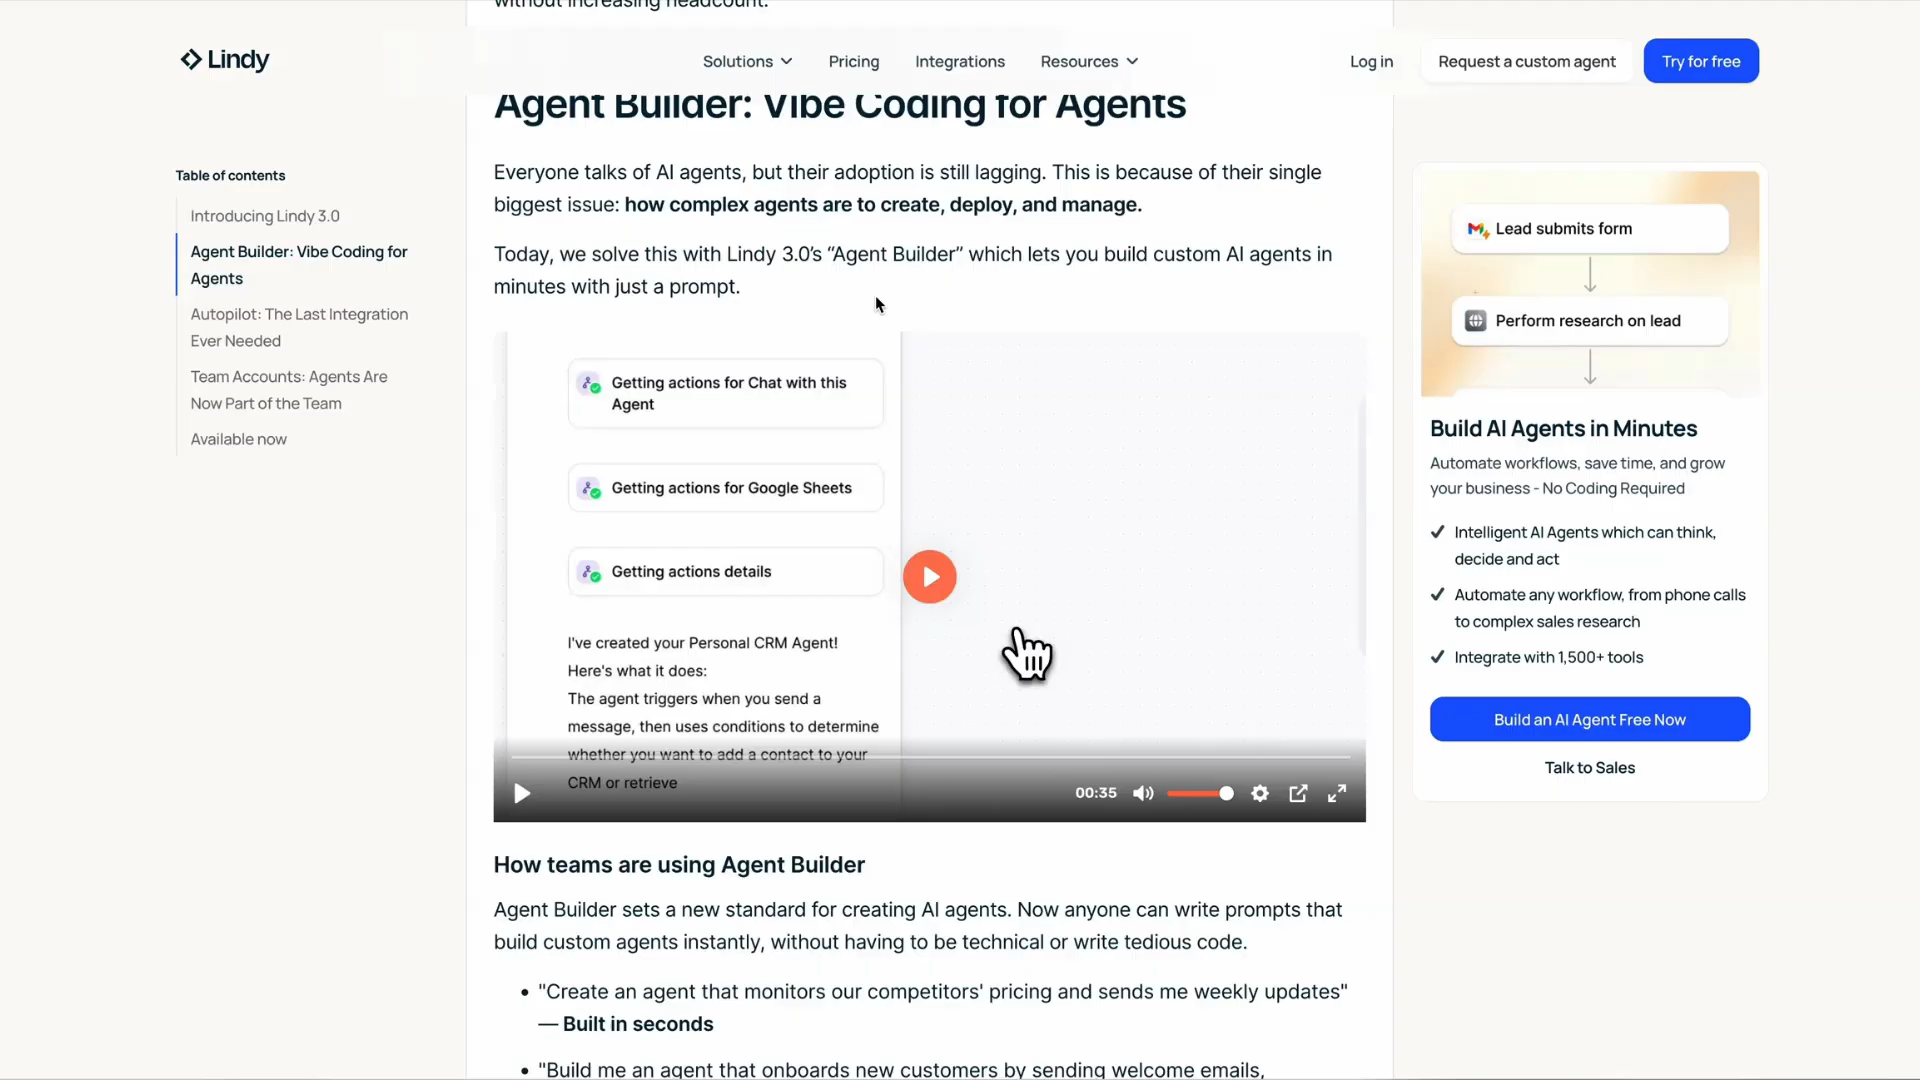 without increasing headcount.
Lindy
Solutions
Pricing
Integrations
Resources
Log in
Request a custom agent
Try for free
Agent Builder: Vibe Coding for Agents
Table of contents
Introducing Lindy 3.0
Agent Builder: Vibe Coding for
Agents
Autopilot: The Last Integration
Ever Needed
Team Accounts: Agents Are
Now Part of the Team
Available now
Everyone talks of AI agents, but their adoption is still lagging. This is because of their single
biggest issue: how complex agents are to create, deploy, and manage.
Today, we solve this with Lindy 3.0’s “Agent Builder” which lets you build custom AI agents in
minutes with just a prompt.
Getting actions for Chat with this
Agent
Getting actions for Google Sheets
Getting actions details
I've created your Personal CRM Agent!
Here's what it does:
The agent triggers when you send a
message, then uses conditions to determine
whether you want to add a contact to your
CRM or retrieve
00:35
How teams are using Agent Builder
Agent Builder sets a new standard for creating AI agents. Now anyone can write prompts that
build custom agents instantly, without having to be technical or write tedious code.
• "Create an agent that monitors our competitors' pricing and sends me weekly updates"
— Built in seconds
• "Build me an agent that onboards new customers by sending welcome emails,
Lead submits form
Perform research on lead
Build AI Agents in Minutes
Automate workflows, save time, and grow
your business - No Coding Required
Intelligent AI Agents which can think,
decide and act
Automate any workflow, from phone calls
to complex sales research
Integrate with 1,500+ tools
Build an AI Agent Free Now
Talk to Sales